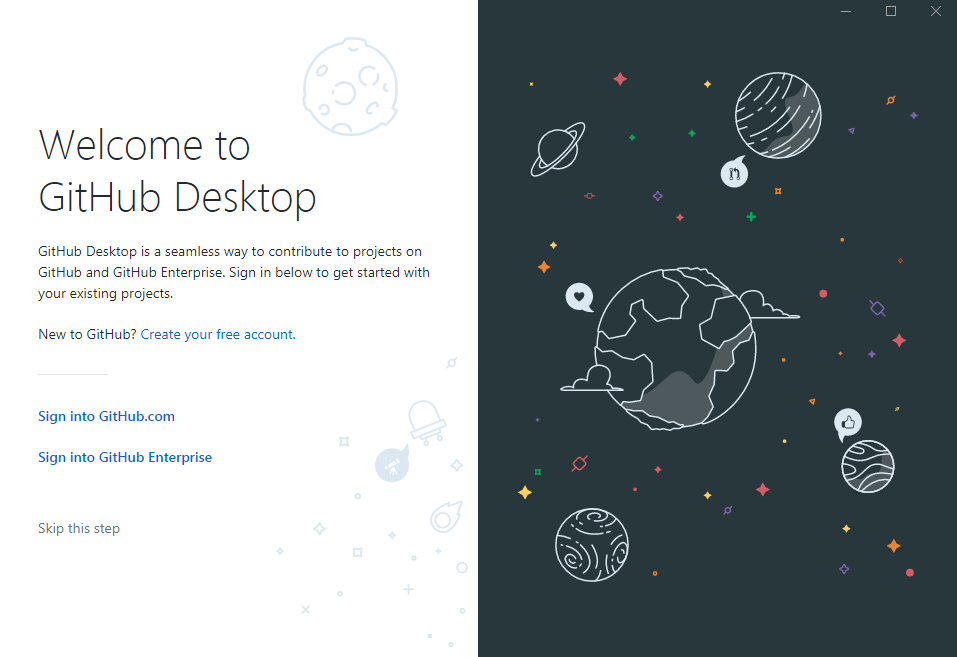 Welcome to
GitHub Desktop
GitHub Desktop is a seamless way to contribute to projects on
GitHub and GitHub Enterprise. Sign in below to get started with
your existing projects.
New to GitHub? Create your free account.
Sign into GitHub.com
Sign into GitHub Enterprise
Skip this step